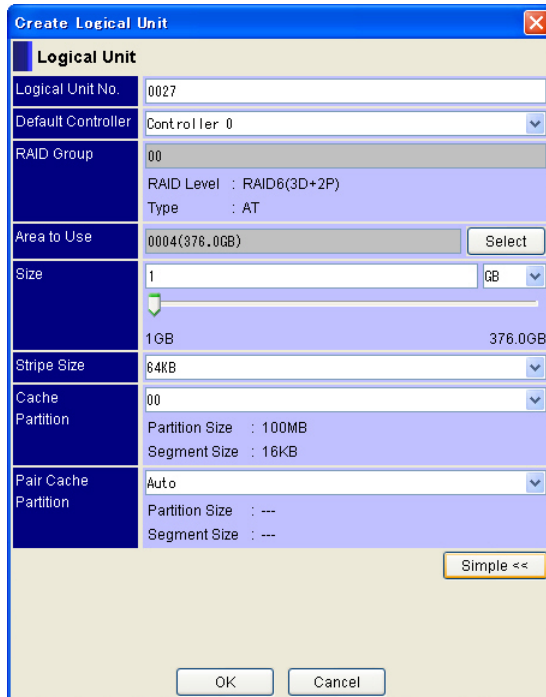 Create Logical Unit
Logical Unit
Logical Unit No. 0027
Default Controller Controller 0
RAID Group 00
RAID Level : RAID6(3D+2P)
Type : AT
Area to Use 0004(376.0GB) Select
Size 1 GB
1GB 376.0GB
Stripe Size 64KB
Cache Partition 00
Partition Size : 100MB
Segment Size : 16KB
Pair Cache Partition Auto
Partition Size : ---
Segment Size : ---
Simple <<
OK Cancel